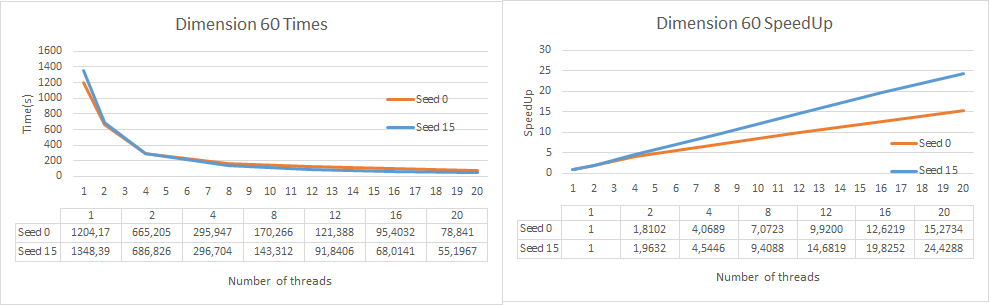 Dimension 60 Times
1600
1400
1200
1000
800
600
400
200
0
Time(s)
Seed 0
Seed 15
1 2 3 4 5 6 7 8 9 10 11 12 13 14 15 16 17 18 19 20
1 2 4 8 12 16 20
Seed 0 1204,17 665,205 295,947 170,266 121,388 95,4032 78,841
Seed 15 1348,39 686,826 296,704 143,312 91,8406 68,0141 55,1967
Number of threads
Dimension 60 SpeedUp
30
25
20
15
10
5
0
SpeedUp
Seed 0
Seed 15
1 2 3 4 5 6 7 8 9 10 11 12 13 14 15 16 17 18 19 20
1 2 4 8 12 16 20
Seed 0 1 1,8102 4,0689 7,0723 9,9200 12,6219 15,2734
Seed 15 1 1,9632 4,5446 9,4088 14,6819 19,8252 24,4288
Number of threads